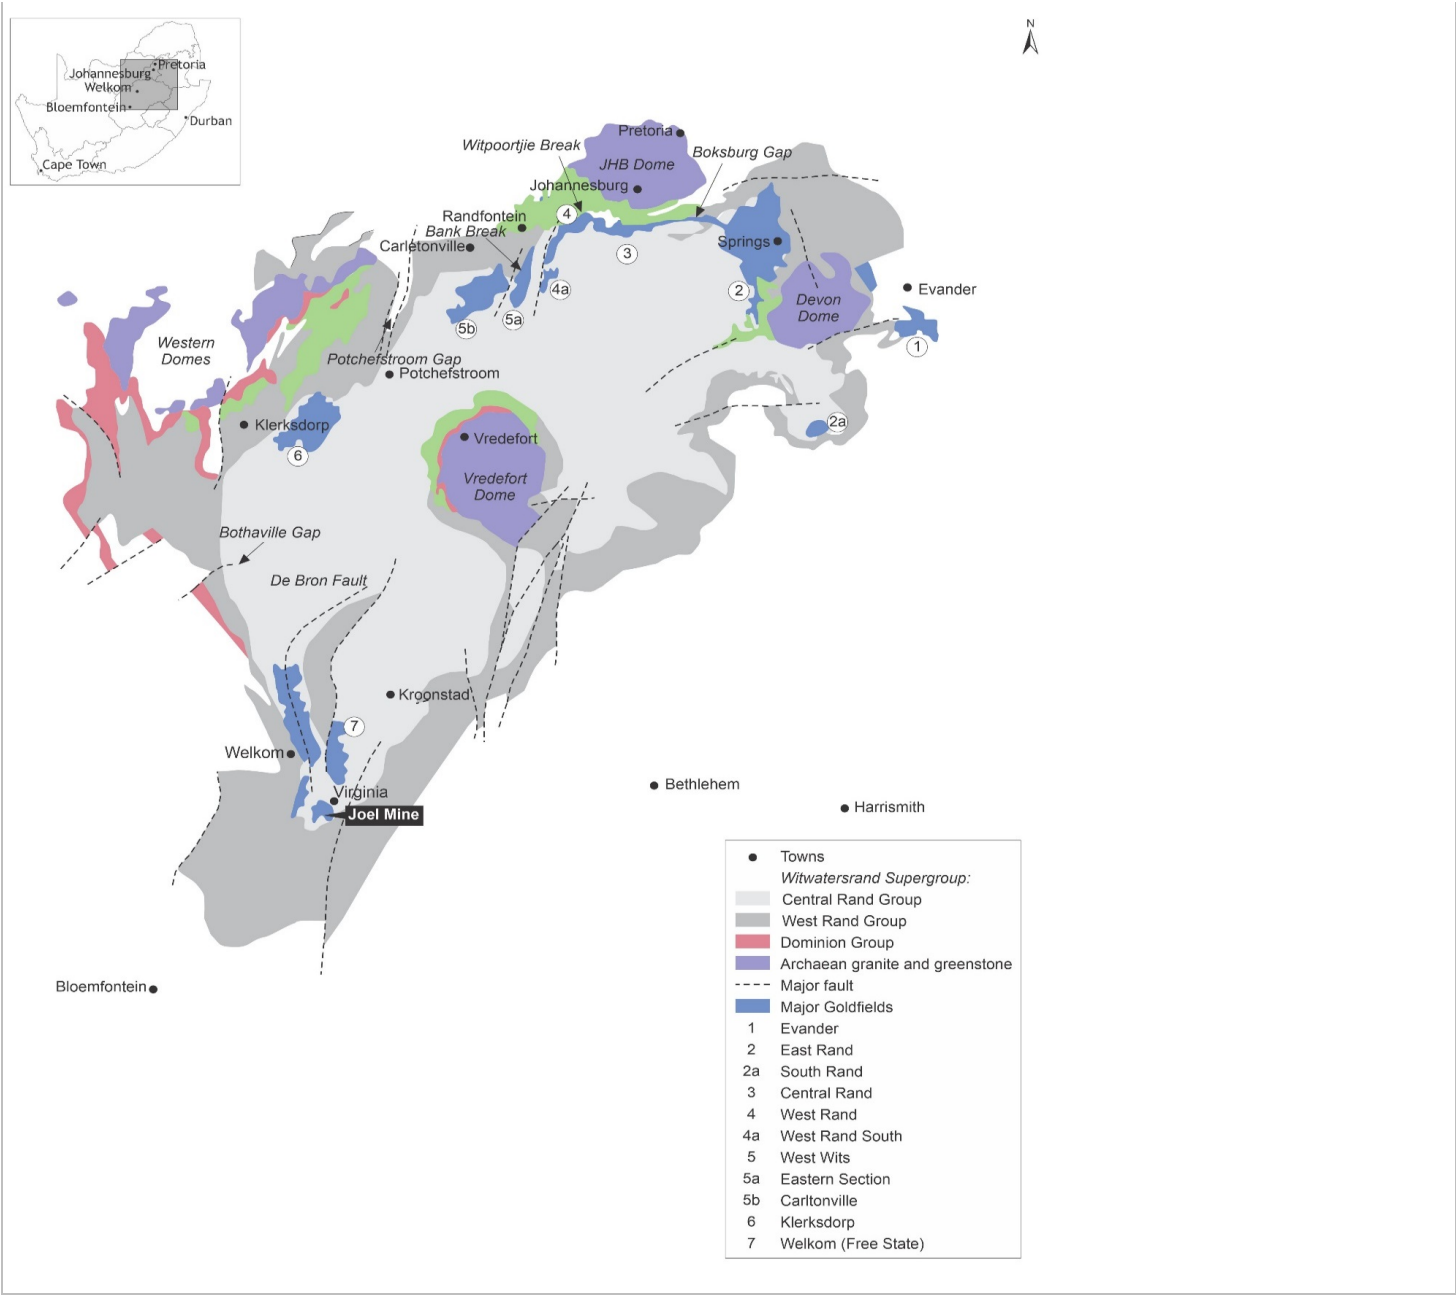 N
Pretoria
Johannesburg
Welkom
Bloemfontein
Durban
Cape Town
Pretoria
Witpoortjie Break
Boksburg Gap
JHB Dome
Johannesburg
4
Randfontein
Bank Break
Carletonville
3
Springs
4a
2
Evander
Devon
Dome
5b
5a
1
Western
Domes
Potchefstroom Gap
Potchefstroom
Klerksdorp
6
2a
Vredefort
Vredefort
Dome
Bothaville Gap
De Bron Fault
Kroonstad
7
Welkom
Virginia
Joel Mine
Bethlehem
Harrismith
Bloemfontein
Towns
Witwatersrand Supergroup:
Central Rand Group
West Rand Group
Dominion Group
Archaean granite and greenstone
Major fault
Major Goldfields
1 Evander
2 East Rand
2a South Rand
3 Central Rand
4 West Rand
4a West Rand South
5 West Wits
5a Eastern Section
5b Carltonville
6 Klerksdorp
7 Welkom (Free State)